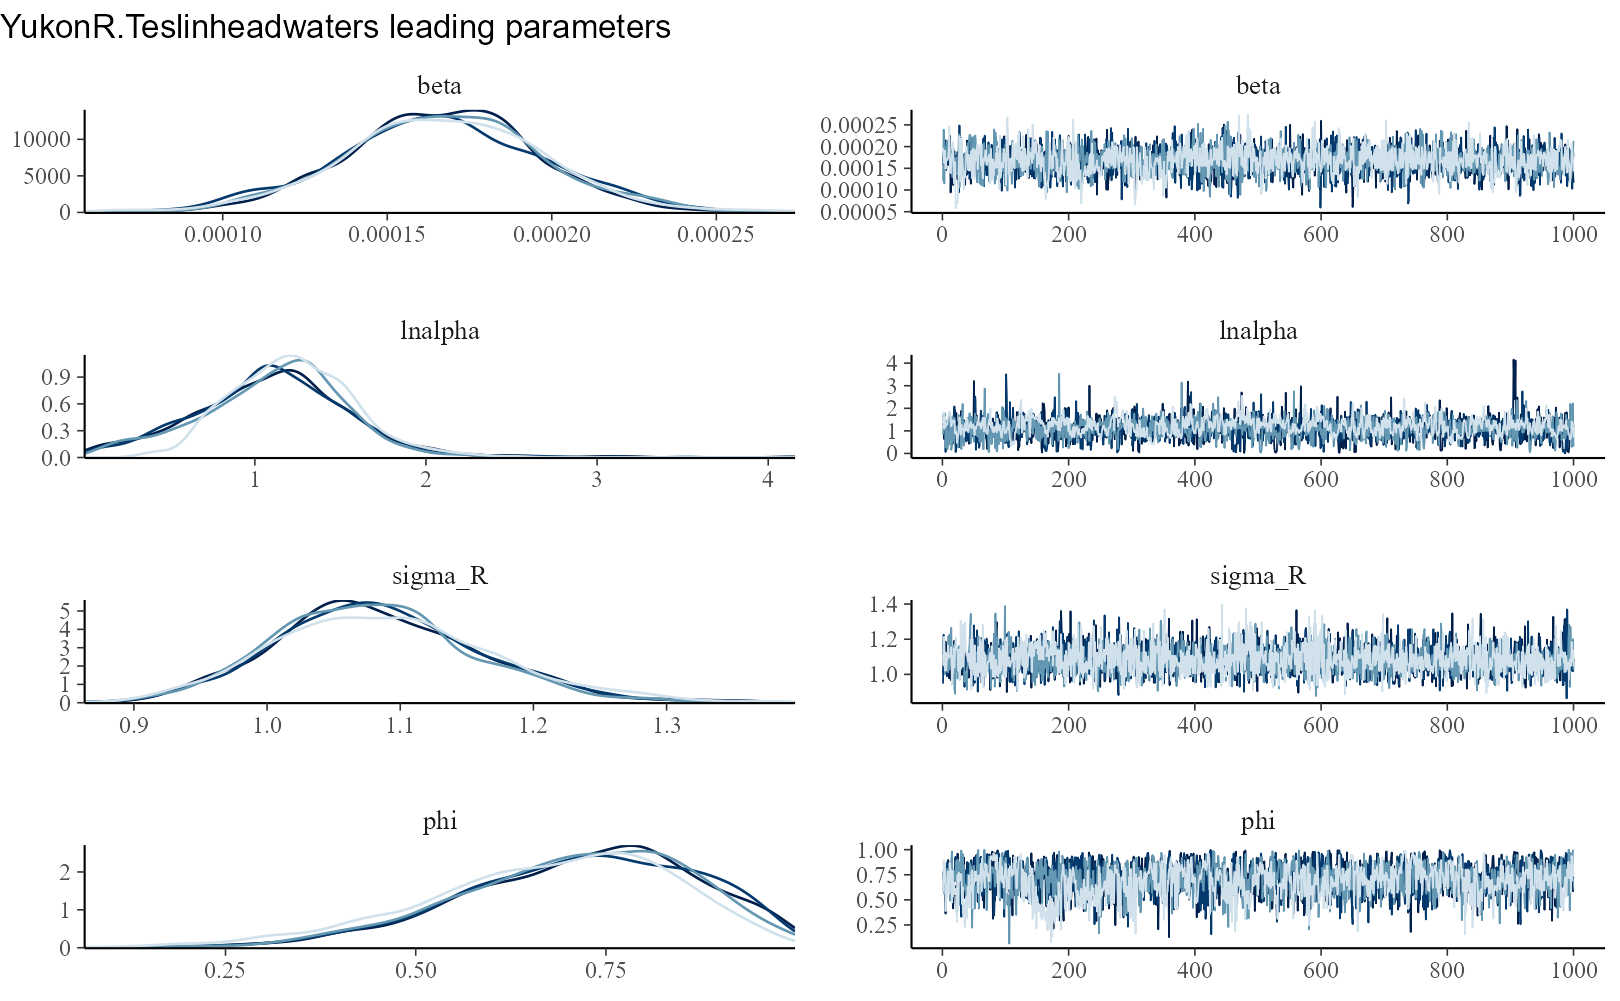 YukonR.Teslinheadwaters leading parameters
beta
10000
5000
0
0.00010 0.00015 0.00020 0.00025
beta
0.00025
0.00020
0.00015
0.00010
0.00005
0 200 400 600 800 1000
lnalpha
0.9
0.6
0.3
0.0
1 2 3 4
lnalpha
4
3
2
1
0
0 200 400 600 800 1000
sigma_R
5
4
3
2
1
0
0.9 1.0 1.1 1.2 1.3
sigma_R
1.4
1.2
1.0
0 200 400 600 800 1000
phi
2
1
0
0.25 0.50 0.75
phi
1.00
0.75
0.50
0.25
0 200 400 600 800 1000